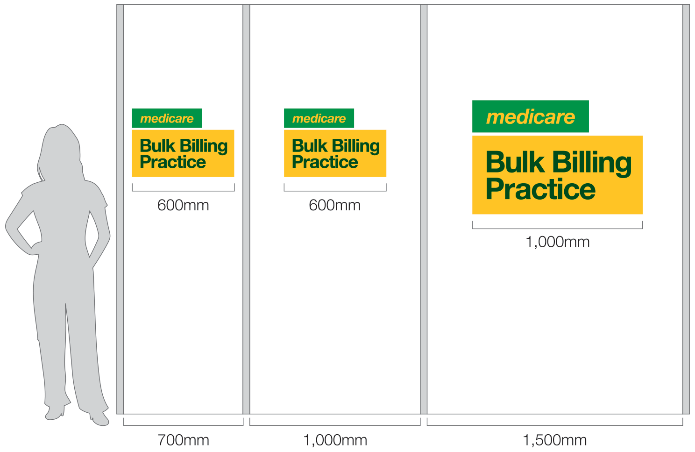 medicare
Bulk Billing
Practice
600mm
medicare
Bulk Billing
Practice
600mm
medicare
Bulk Billing
Practice
1,000mm
700mm
1,000mm
1,500mm